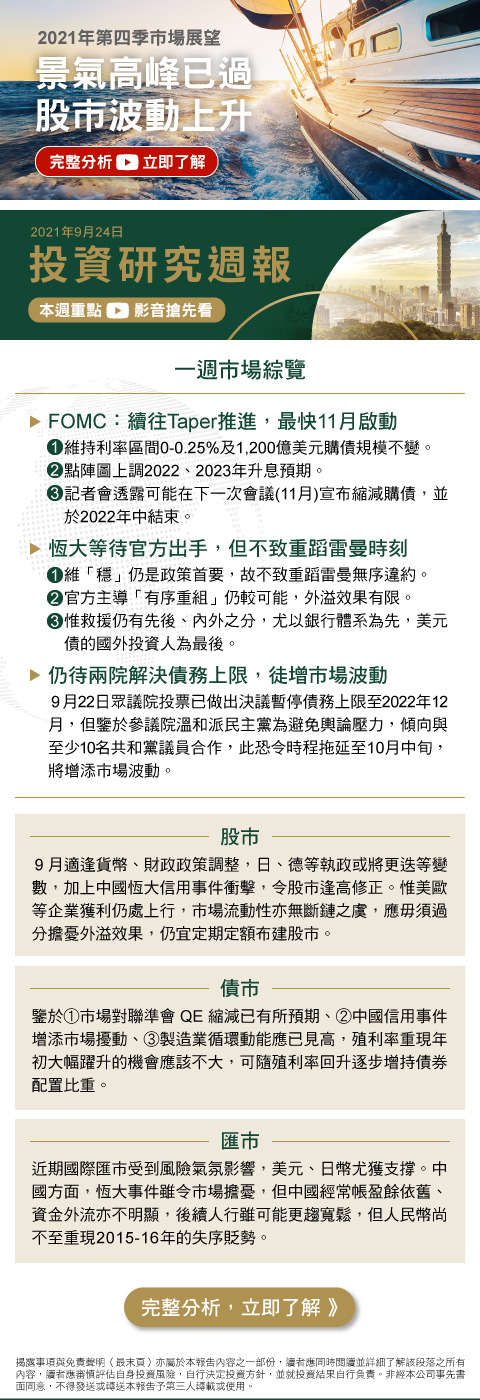 2021年第四季市場展望
景氣高峰已過
股市波動上升
完整分析 立即了解
2021年9月24日
投資研究週報
本週重點 影音搶先看
一週市場綜覽
FOMC：續往Taper推進，最快11月啟動
❶維持利率區間0-0.25%及1,200億美元購債規模不變。
❷點陣圖上調2022、2023年升息預期。
❸記者會透露可能在下一次會議(11月)宣布縮減購債，並
於2022年中結束。
恆大等待官方出手，但不致重蹈雷曼時刻
❶維「穩」仍是政策首要，故不致重蹈雷曼無序違約。
❷官方主導「有序重組」仍較可能，外溢效果有限。
❸惟救援仍有先後、內外之分，尤以銀行體系為先，美元
債的國外投資人為最後。
仍待兩院解決債務上限，徒增市場波動
9月22日眾議院投票已做出決議暫停債務上限至2022年12
月，但鑒於參議院溫和派民主黨為避免輿論壓力，傾向與
至少10名共和黨議員合作，此恐令時程拖延至10月中旬，
將增添市場波動。
股市
9月適逢貨幣、財政政策調整，日、德等執政或將更迭等變
數，加上中國恆大信用事件衝擊，令股市逢高修正。惟美歐
等企業獲利仍處上行，市場流動性亦無斷鏈之虞，應毋須過
分擔憂外溢效果，仍宜定期定額布建股市。
債市
鑒於①市場對聯準會 QE 縮減已有所預期、②中國信用事件
增添市場擾動、③製造業循環動能應已見高，殖利率重現年
初大幅躍升的機會應該不大，可隨殖利率回升逐步增持債券
配置比重。
匯市
近期國際匯市受到風險氣氛影響，美元、日幣尤獲支撐。中
國方面，恆大事件雖令市場擔憂，但中國經常帳盈餘依舊、
資金外流亦不明顯，後續人行雖可能更趨寬鬆，但人民幣尚
不至重現2015-16年的失序貶勢。
完整分析，立即了解 》
揭露事項與免責聲明（最末頁）亦屬於本報告內容之一部份，讀者應同時閱讀並詳細了解該段落之所有
內容，讀者應審慎評估自身投資風險，自行決定投資方針，並就投資結果自行負責。非經本公司事先書
面同意，不得發送或轉送本報告予第三人轉載或使用。